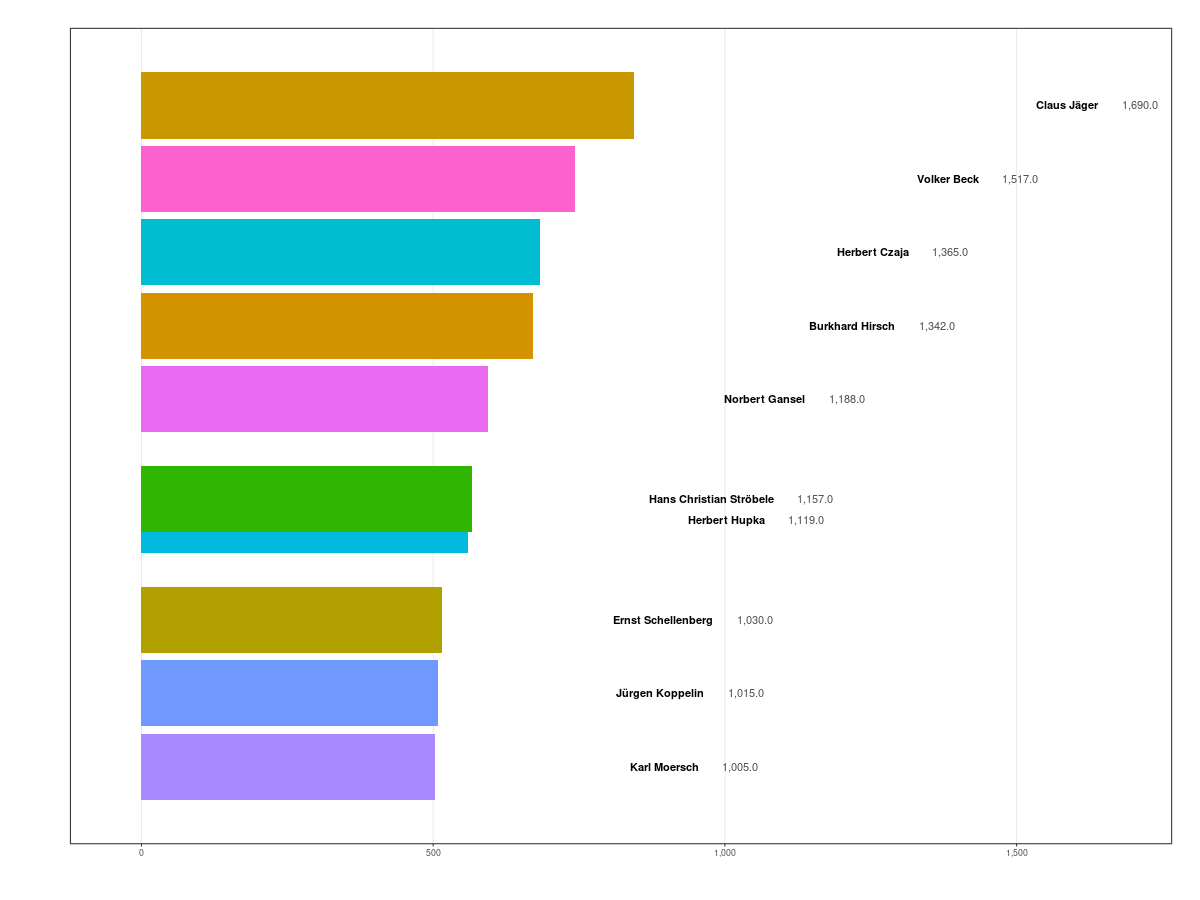 Claus Jäger 1,690.0
Volker Beck 1,517.0
Herbert Czaja 1,365.0
Burkhard Hirsch 1,342.0
Norbert Gansel 1,188.0
Hans Christian Ströbele 1,157.0
Herbert Hupka 1,119.0
Ernst Schellenberg 1,030.0
Jürgen Koppelin 1,015.0
Karl Moersch 1,005.0
0 500 1,000 1,500